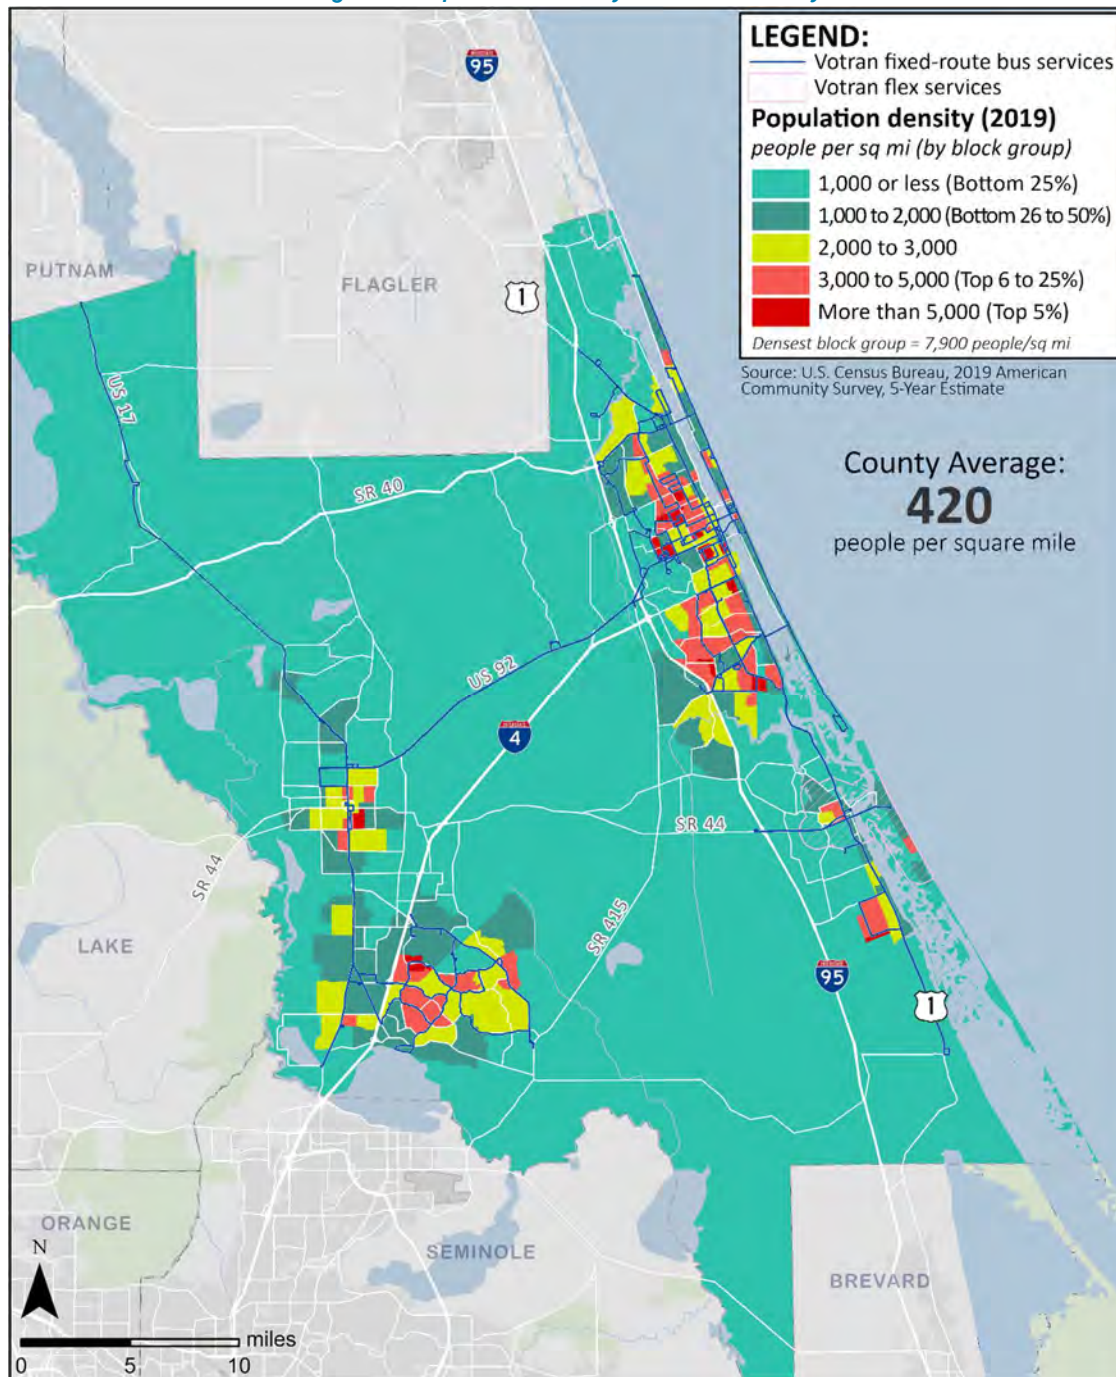 LEGEND:
Votran fixed-route bus services
Votran flex services
Population density (2019)
people per sq mi (by block group)
1,000 or less (Bottom 25%)
1,000 to 2,000 (Bottom 26 to 50%)
2,000 to 3,000
3,000 to 5,000 (Top 6 to 25%)
More than 5,000 (Top 5%)
Densest block group = 7,900 people/sq mi
Source: U.S. Census Bureau, 2019 American
Community Survey, 5-Year Estimate
County Average:
420
people per square mile
95
PUTNAM
FLAGLER
1
US 17
SR 40
US 92
4
SR 44
SR 44
SR 415
LAKE
95
1
ORANGE
SEMINOLE
BREVARD
N
miles
0 5 10